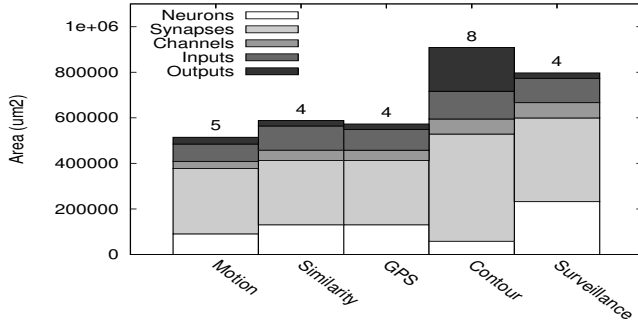 1e+06
800000
600000
400000
200000
0
Area (um2)
Neurons
Synapses
Channels
Inputs
Outputs
5
4
4
8
4
Motion
Similarity
GPS
Contour
Surveillance